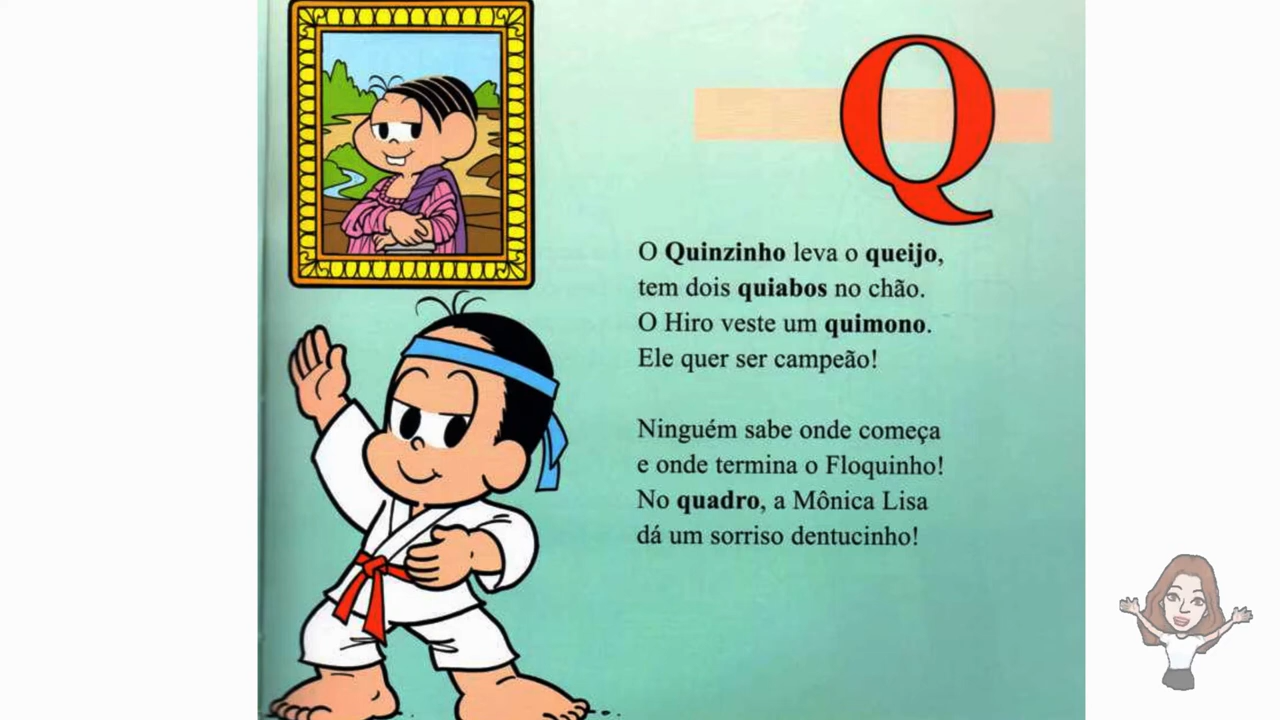 Q
O Quinzinho leva o queijo,
tem dois quiabos no chão.
O Hiro veste um quimono.
Ele quer ser campeão!
Ninguém sabe onde começa
e onde termina o Floquinho!
No quadro, a Mônica Lisa
dá um sorriso dentucinho!